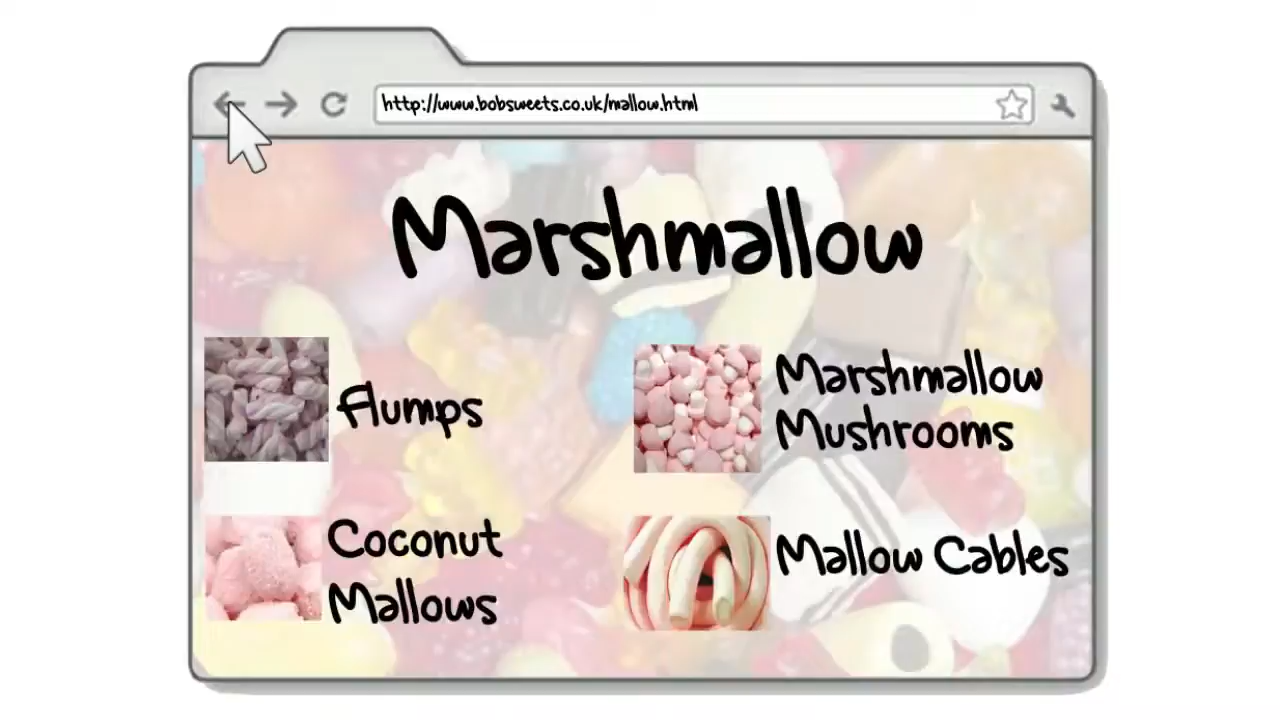 http://www.bobsweets.co.uk/mallow.html
Marshmallow
Flumps
Marshmallow
Mushrooms
Coconut
Mallows
Mallow Cables